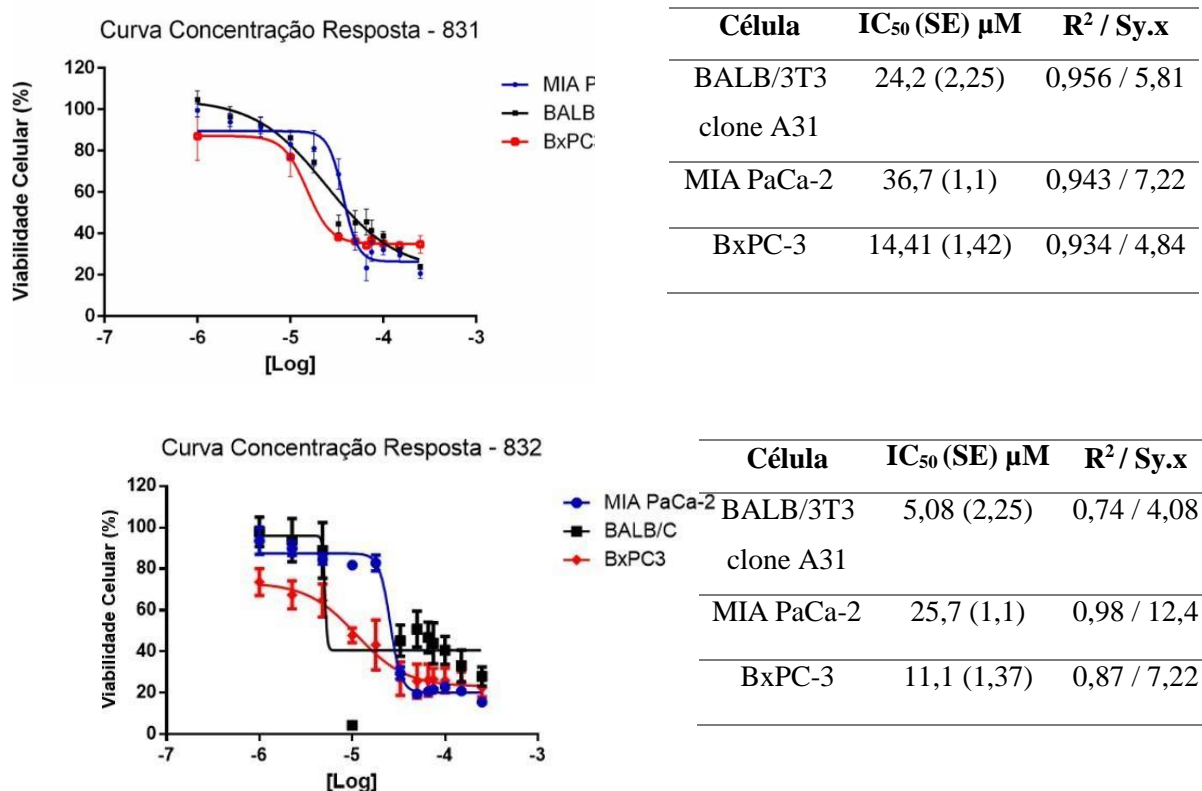 Curva Concentração Resposta - 831
Viabilidade Celular (%)
120
100
80
60
40
20
0
-7
-6
-5
-4
-3
[Log]
MIA P
BALB
BxPC
Célula IC₅₀ (SE) µM R² / Sy.x
BALB/3T3 24,2 (2,25) 0,956 / 5,81
clone A31
MIA PaCa-2 36,7 (1,1) 0,943 / 7,22
BxPC-3 14,41 (1,42) 0,934 / 4,84
Curva Concentração Resposta - 832
Viabilidade Celular (%)
120
100
80
60
40
20
0
-7
-6
-5
-4
-3
[Log]
MIA PaCa-2
BALB/C
BxPC3
Célula IC₅₀ (SE) µM R² / Sy.x
BALB/3T3 5,08 (2,25) 0,74 / 4,08
clone A31
MIA PaCa-2 25,7 (1,1) 0,98 / 12,4
BxPC-3 11,1 (1,37) 0,87 / 7,22